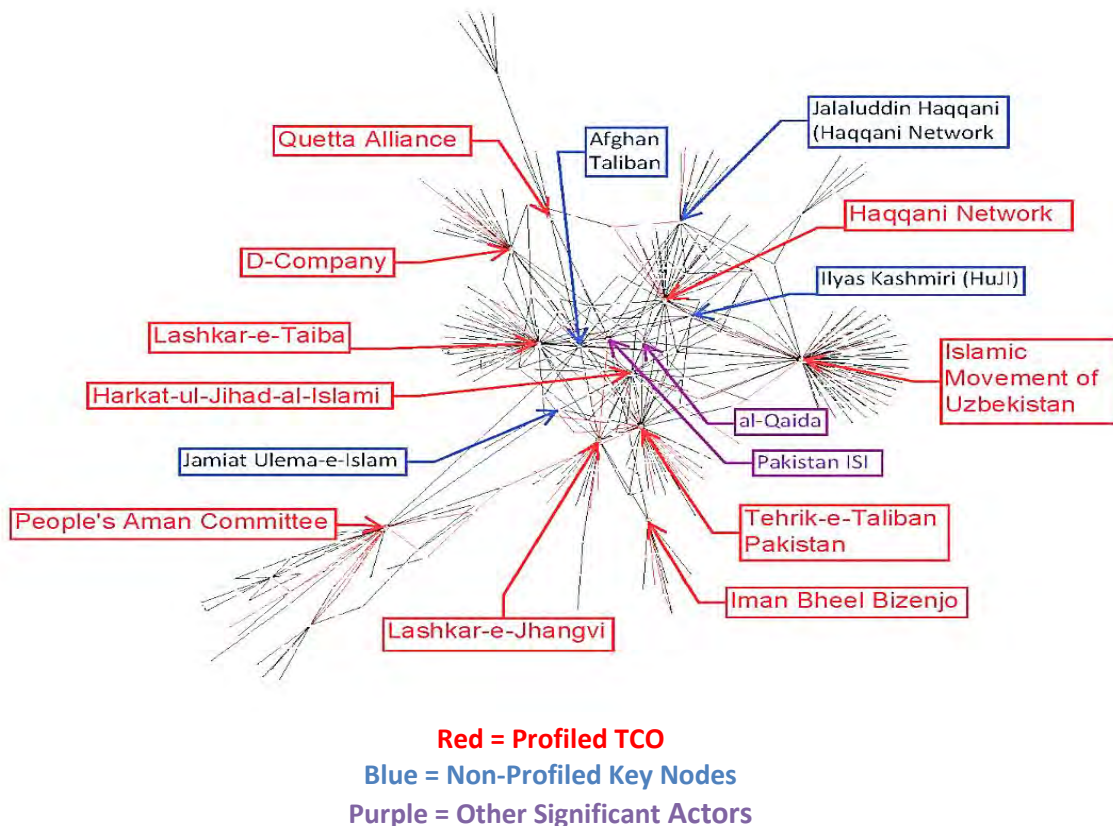 Jalaluddin Haqqani
(Haqqani Network
Quetta Alliance
Afghan
Taliban
Haqqani Network
D-Company
Ilyas Kashmiri (HuJI)
Lashkar-e-Taiba
Islamic
Movement of
Uzbekistan
Harkat-ul-Jihad-al-Islami
al-Qaida
Jamiat Ulema-e-Islam
Pakistan ISI
People's Aman Committee
Tehrik-e-Taliban
Pakistan
Iman Bheel Bizenjo
Lashkar-e-Jhangvi
Red = Profiled TCO
Blue = Non-Profiled Key Nodes
Purple = Other Significant Actors